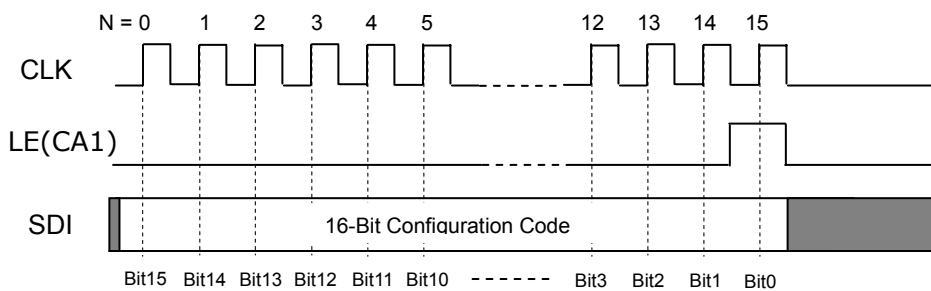 N = 0 1 2 3 4 5 12 13 14 15
CLK
LE(CA1)
SDI 16-Bit Configuration Code
Bit15 Bit14 Bit13 Bit12 Bit11 Bit10 Bit3 Bit2 Bit1 Bit0